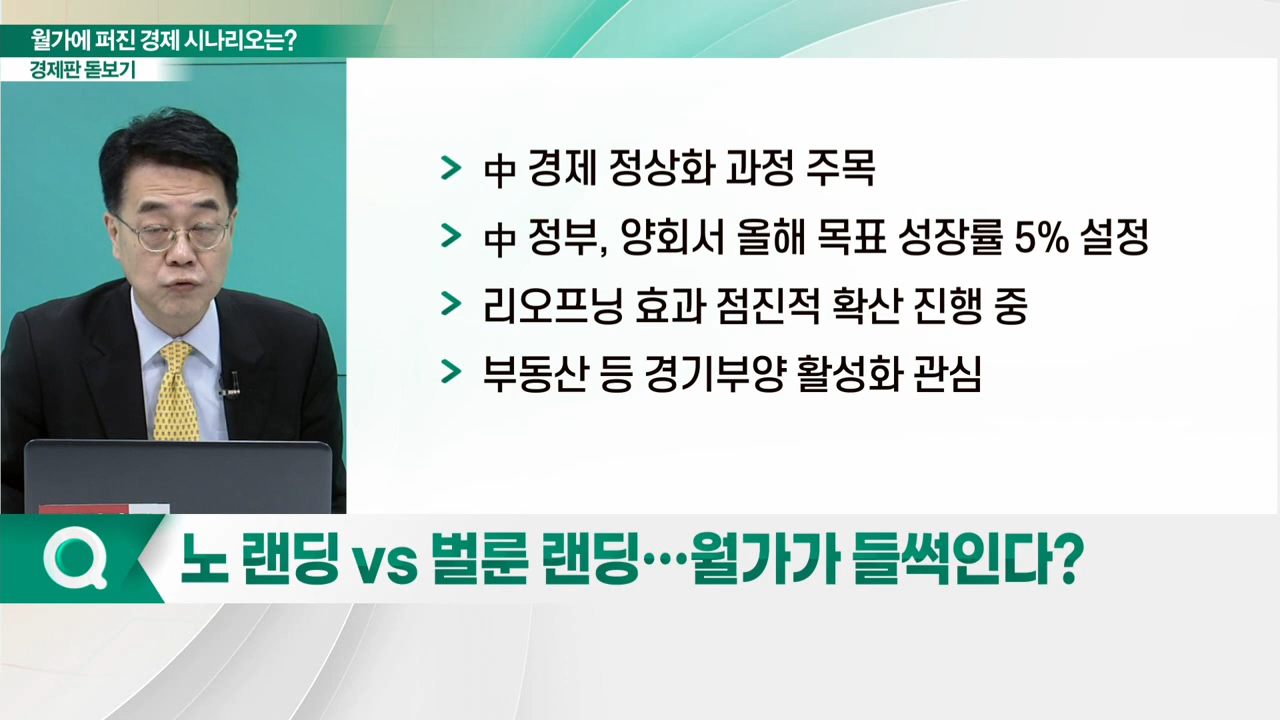 월가에 퍼진 경제 시나리오는?
경제판 돋보기
> 中 경제 정상화 과정 주목
> 中 정부, 양회서 올해 목표 성장률 5% 설정
> 리오프닝 효과 점진적 확산 진행 중
> 부동산 등 경기부양 활성화 관심
Q 노 랜딩 vs 벌룬 랜딩…월가가 들썩인다?